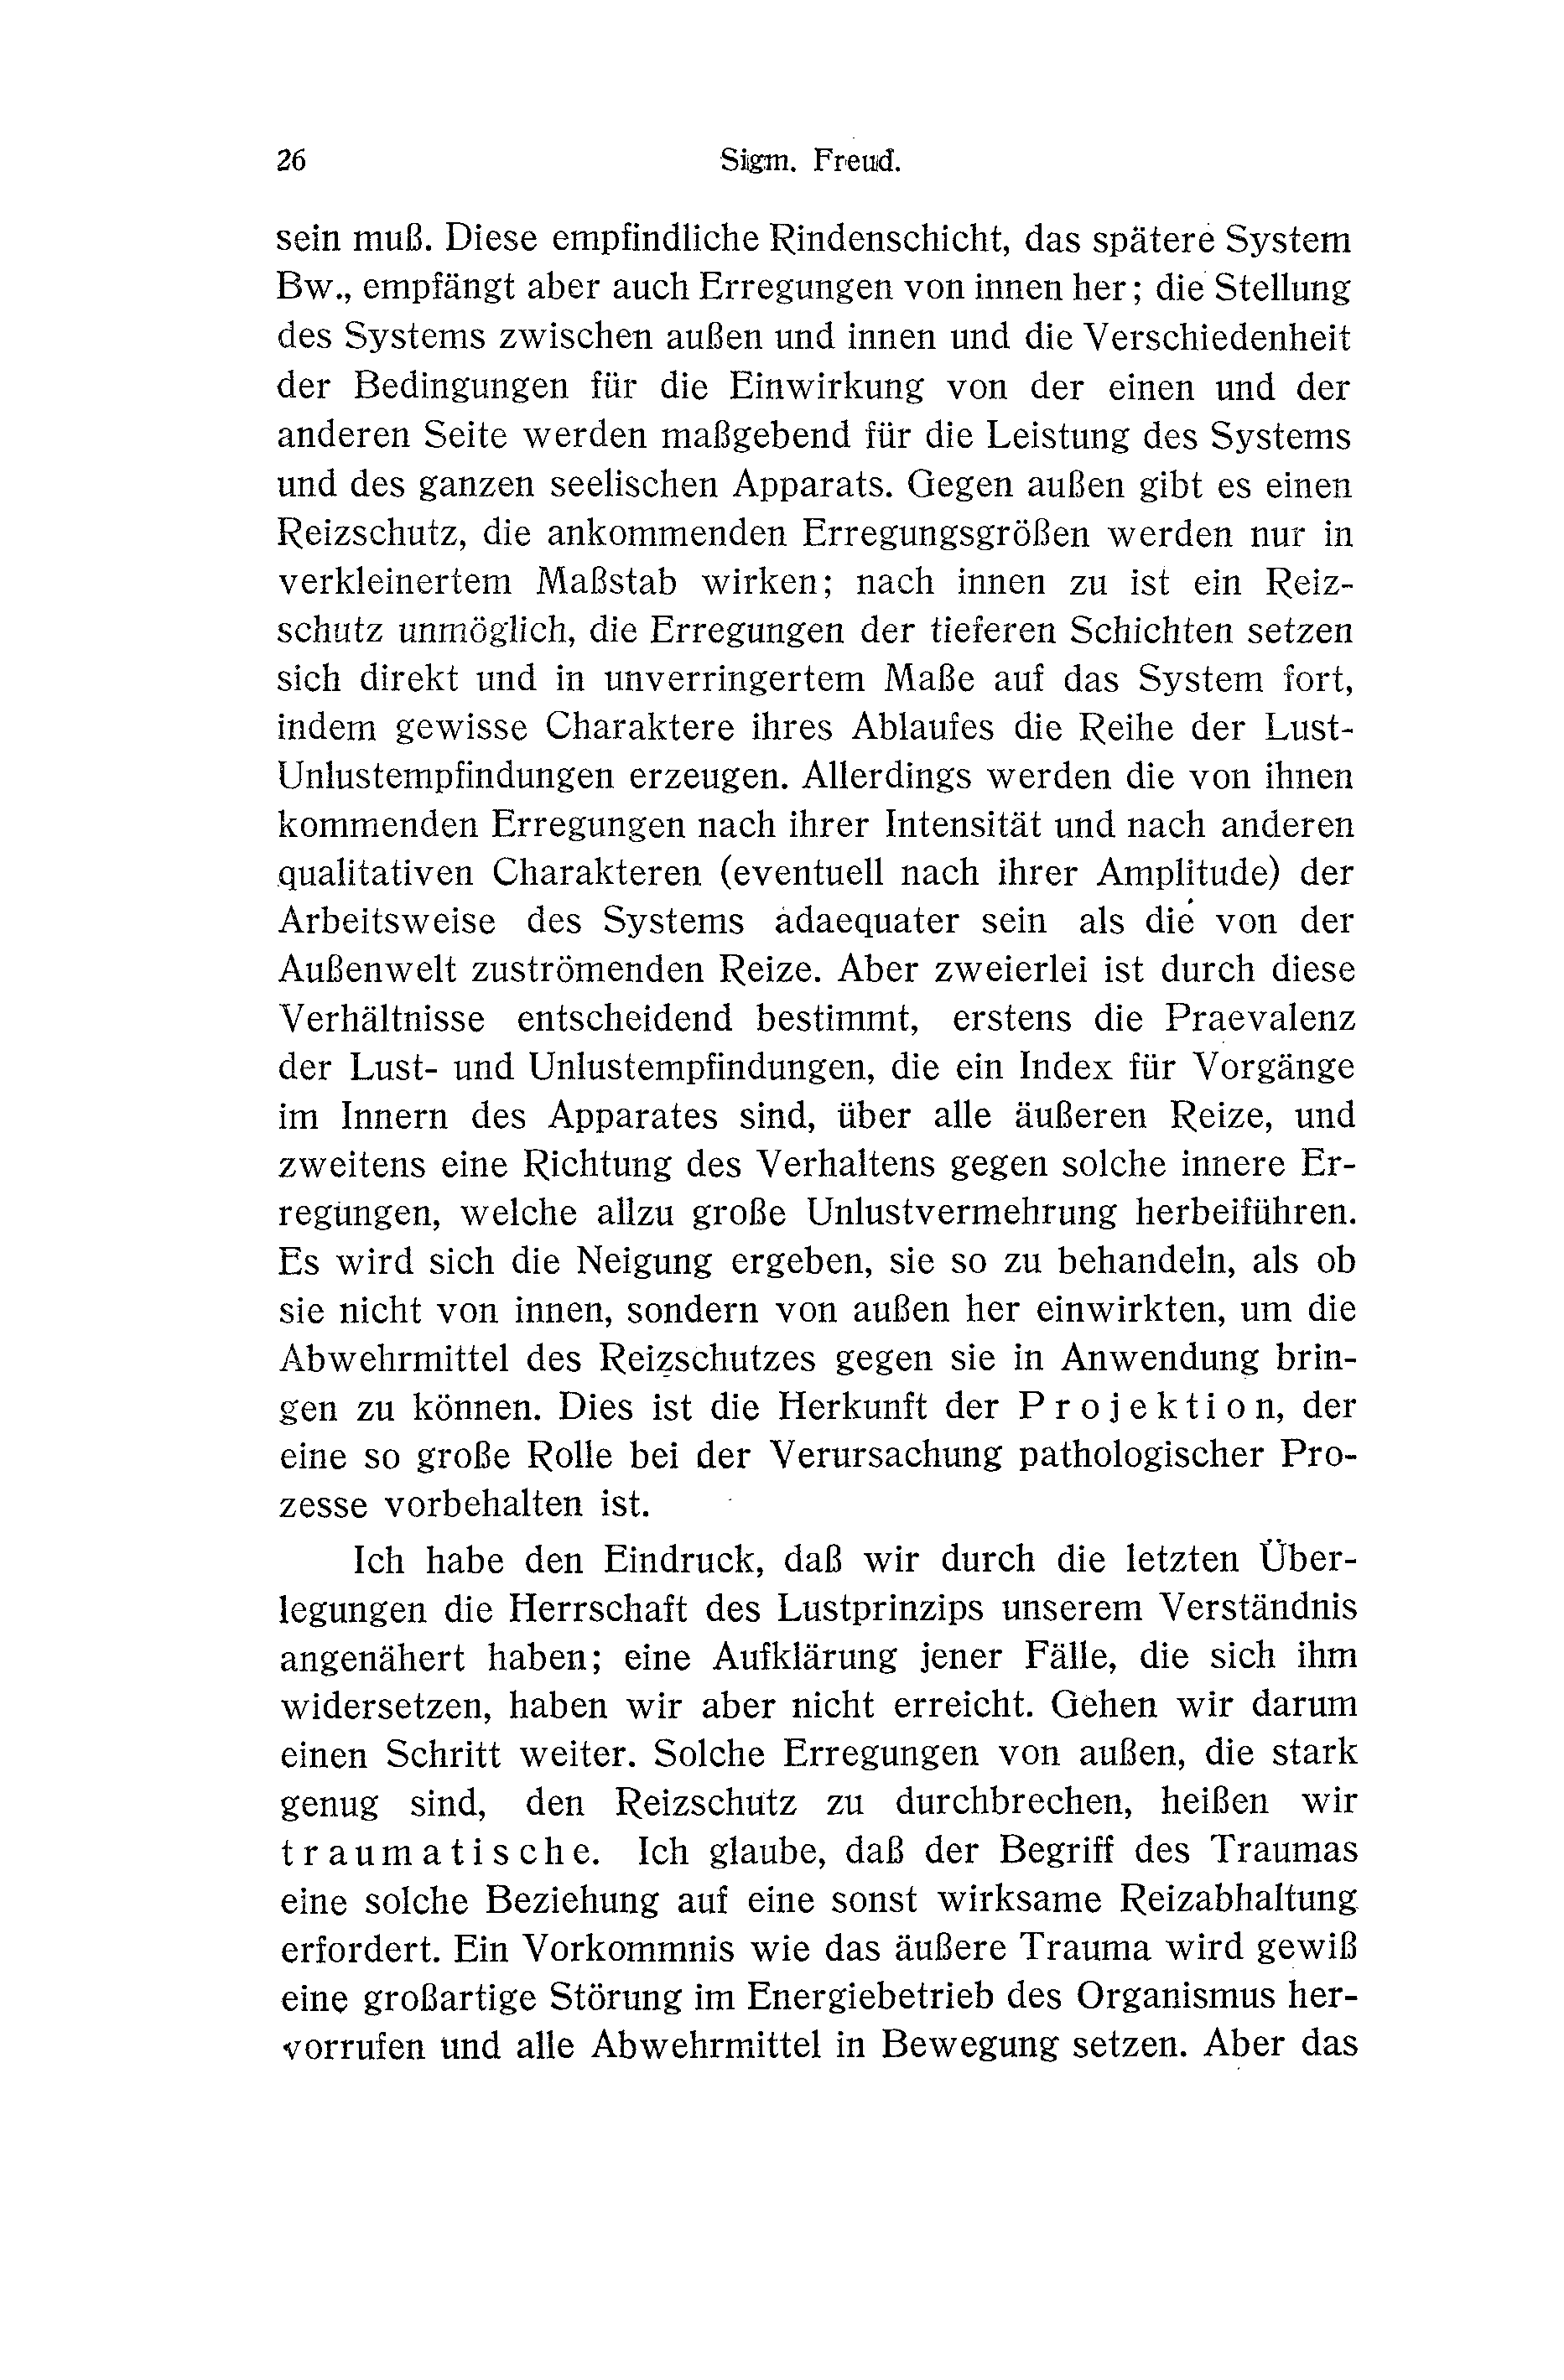 26 Sigm. Freud.
sein muß. Diese empfindliche Rindenschicht, das spätere System
Bw., empfängt aber auch Erregungen von innen her; die Stellung
des Systems zwischen außen und innen und die Verschiedenheit
der Bedingungen für die Einwirkung von der einen und der
anderen Seite werden maßgebend für die Leistung des Systems
und des ganzen seelischen Apparats. Gegen außen gibt es einen
Reizschutz, die ankommenden Erregungsgrößen werden nur in
verkleinertem Maßstab wirken; nach innen zu ist ein Reiz-
schutz unmöglich, die Erregungen der tieferen Schichten setzen
sich direkt und in unverringertem Maße auf das System fort,
indem gewisse Charaktere ihres Ablaufes die Reihe der Lust-
Unlustempfindungen erzeugen. Allerdings werden die von ihnen
kommenden Erregungen nach ihrer Intensität und nach anderen
qualitativen Charakteren (eventuell nach ihrer Amplitude) der
Arbeitsweise des Systems adaequater sein als die von der
Außenwelt zuströmenden Reize. Aber zweierlei ist durch diese
Verhältnisse entscheidend bestimmt, erstens die Praevalenz
der Lust- und Unlustempfindungen, die ein Index für Vorgänge
im Innern des Apparates sind, über alle äußeren Reize, und
zweitens eine Richtung des Verhaltens gegen solche innere Er-
regungen, welche allzu große Unlustvermehrung herbeiführen.
Es wird sich die Neigung ergeben, sie so zu behandeln, als ob
sie nicht von innen, sondern von außen her einwirkten, um die
Abwehrmittel des Reizschutzes gegen sie in Anwendung brin-
gen zu können. Dies ist die Herkunft der Projektion, der
eine so große Rolle bei der Verursachung pathologischer Pro-
zesse vorbehalten ist.
Ich habe den Eindruck, daß wir durch die letzten Über-
legungen die Herrschaft des Lustprinzips unserem Verständnis
angenähert haben; eine Aufklärung jener Fälle, die sich ihm
widersetzen, haben wir aber nicht erreicht. Gehen wir darum
einen Schritt weiter. Solche Erregungen von außen, die stark
genug sind, den Reizschutz zu durchbrechen, heißen wir
traumatische. Ich glaube, daß der Begriff des Traumas
eine solche Beziehung auf eine sonst wirksame Reizabhaltung
erfordert. Ein Vorkommnis wie das äußere Trauma wird gewiß
eine großartige Störung im Energiebetrieb des Organismus her-
vorrufen und alle Abwehrmittel in Bewegung setzen. Aber das